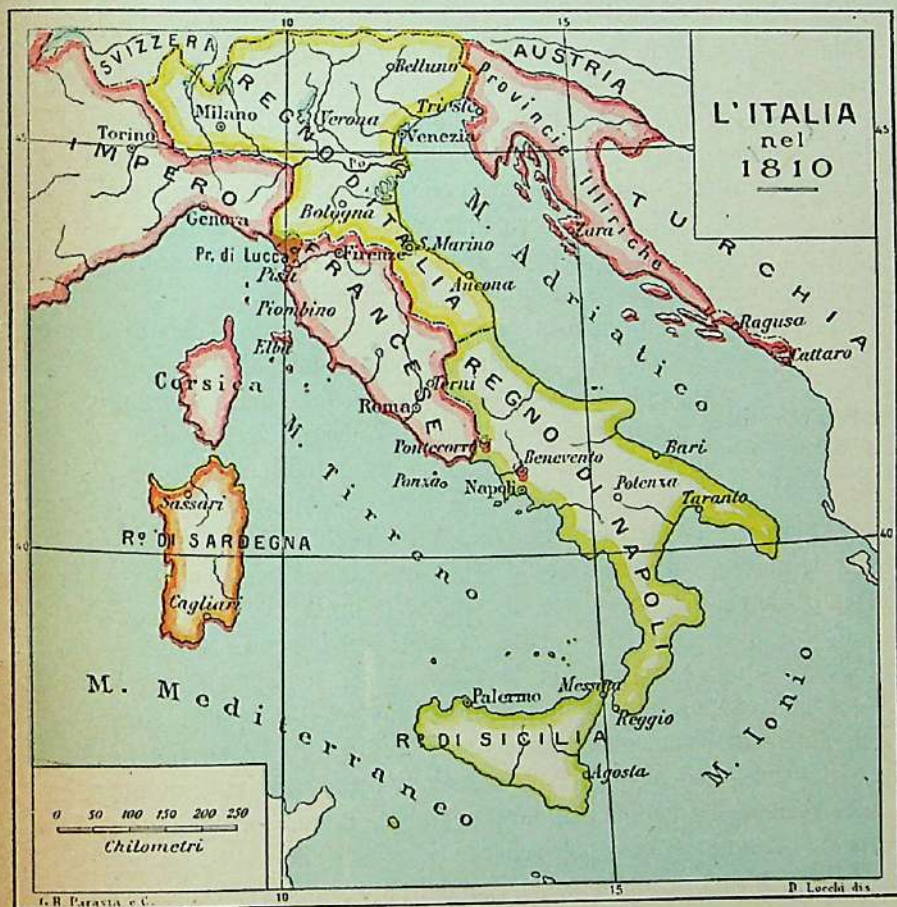 10
15
SVIZZERA
AUSTRIA
L'ITALIA
nel
1810
Belluno
REGNO D'ITALIA
Provincie Illiriche
Milano
Verona
Trieste
Venezia
45
45
Torino
Po
IMPERO FRANCESE
TURCHIA
Genova
Bologna
M. Adriatico
Zara
Pr. di Lucca
Firenze
S. Marino
Pisa
Ancona
Piombino
Ragusa
Elba
Cattaro
Corsica
Terni
REGNO DI NAPOLI
Roma
M. Tirreno
Pontecorvo
Benevento
Bari
Ponza
Napoli
Potenza
Taranto
Sassari
Rº DI SARDEGNA
40
40
Cagliari
M. Mediterraneo
Palermo
Messina
Reggio
M. Ionio
Rº DI SICILIA
Agosta
0 50 100 150 200 250
Chilometri
10
15
G. B. Paravia e C.
D. Locchi dis